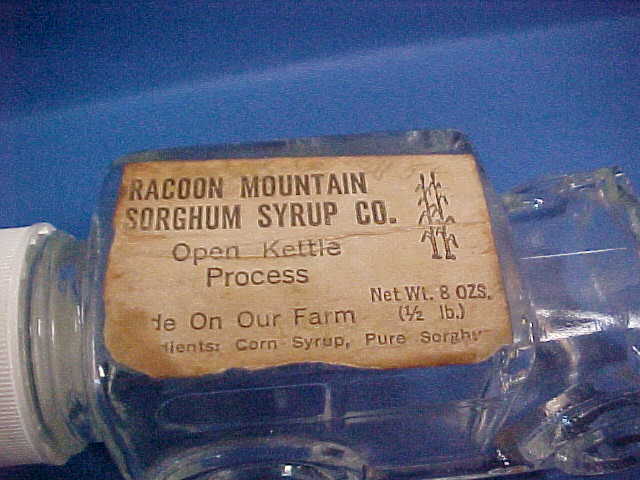 RACOON MOUNTAIN
SORGHUM SYRUP CO.
Open Kettle
Process
Net Wt. 8 OZS.
(½ lb.)
de On Our Farm
ients: Corn Syrup, Pure Sorghu